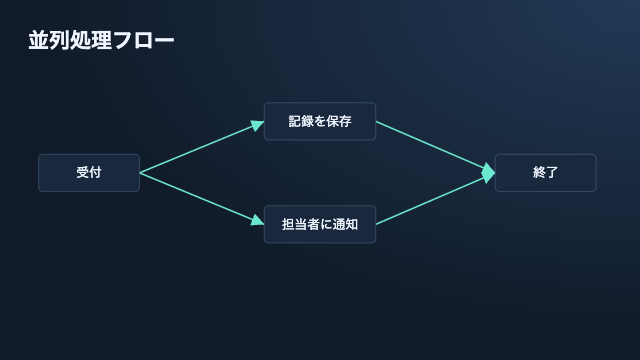 並列処理フロー
受付
記録を保存
担当者に通知
終了